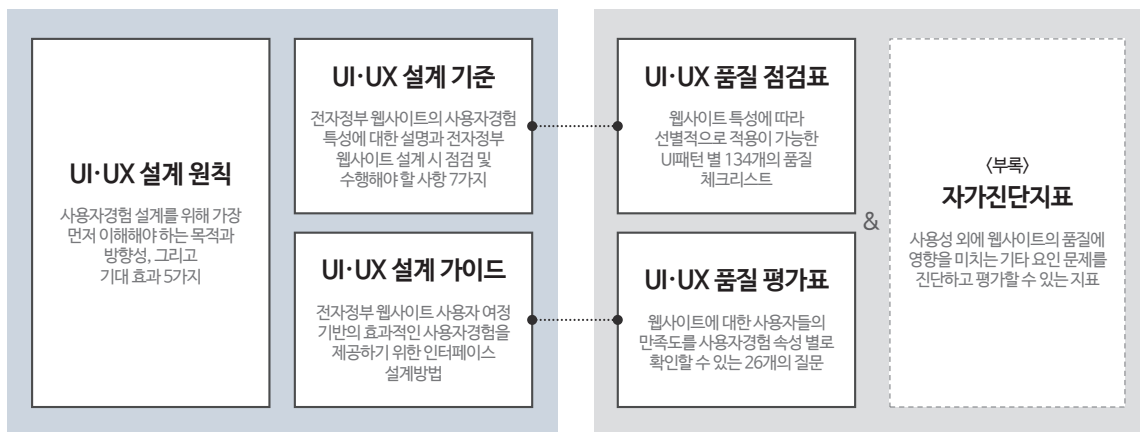 UI·UX 설계 원칙
사용자경험 설계를 위해 가장
먼저 이해해야 하는 목적과
방향성, 그리고
기대 효과 5가지
UI·UX 설계 기준
전자정부 웹사이트의 사용자경험
특성에 대한 설명과 전자정부
웹사이트 설계 시 점검 및
수행해야 할 사항 7가지
UI·UX 설계 가이드
전자정부 웹사이트 사용자 여정
기반의 효과적인 사용자경험을
제공하기 위한 인터페이스
설계방법
UI·UX 품질 점검표
웹사이트 특성에 따라
선별적으로 적용이 가능한
UI패턴 별 134개의 품질
체크리스트
UI·UX 품질 평가표
웹사이트에 대한 사용자들의
만족도를 사용자경험 속성 별로
확인할 수 있는 26개의 질문
&
〈부록〉
자가진단지표
사용성 외에 웹사이트의 품질에
영향을 미치는 기타 요인 문제를
진단하고 평가할 수 있는 지표